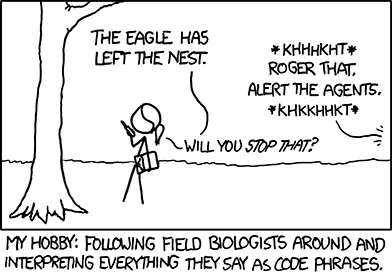 THE EAGLE HAS
LEFT THE NEST.
*KHHHKHT*
ROGER THAT.
ALERT THE AGENTS.
*KHKKHHKT*
WILL YOU STOP THAT?
MY HOBBY: FOLLOWING FIELD BIOLOGISTS AROUND AND
INTERPRETING EVERYTHING THEY SAY AS CODE PHRASES.